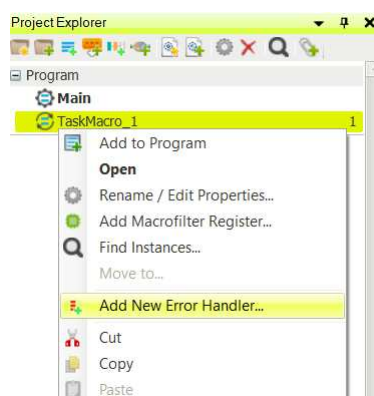 Project Explorer
Program
Main
TaskMacro_1 1
Add to Program
Open
Rename / Edit Properties...
Add Macrofilter Register...
Find Instances...
Move to...
Add New Error Handler...
Cut
Copy
Paste